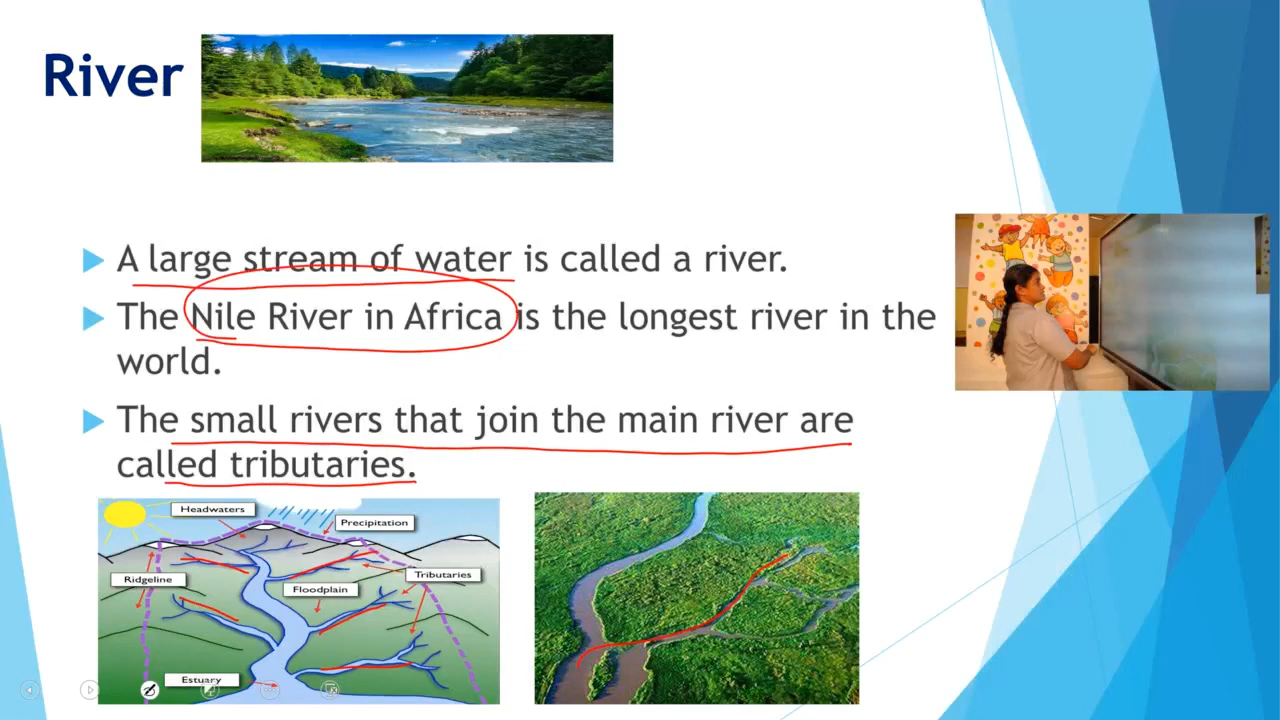 River
A large stream of water is called a river.
The Nile River in Africa is the longest river in the
world.
The small rivers that join the main river are
called tributaries.
Headwaters
Precipitation
Ridgeline
Tributaries
Floodplain
Estuary